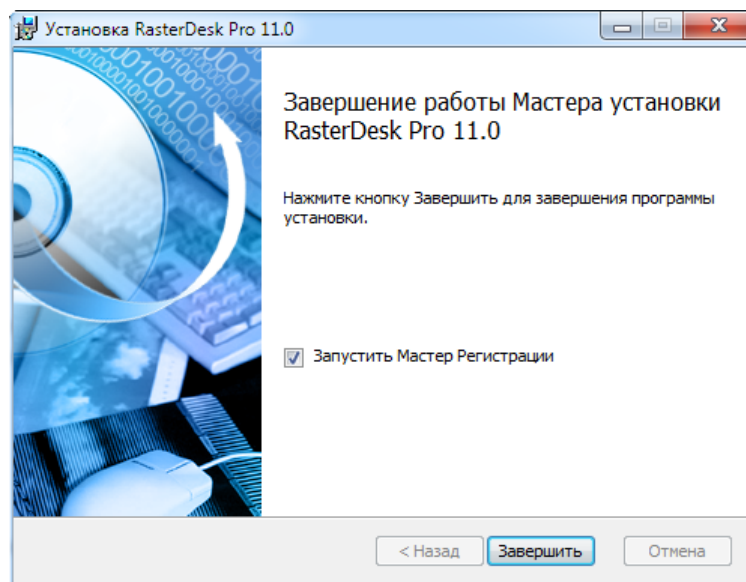 Установка RasterDesk Pro 11.0
Завершение работы Мастера установки
RasterDesk Pro 11.0
Нажмите кнопку Завершить для завершения программы
установки.
Запустить Мастер Регистрации
< Назад
Завершить
Отмена